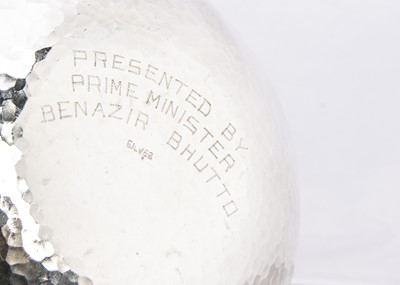 PRESENTED BY
PRIME MINISTER
BENAZIR BHUTTO
SILVER